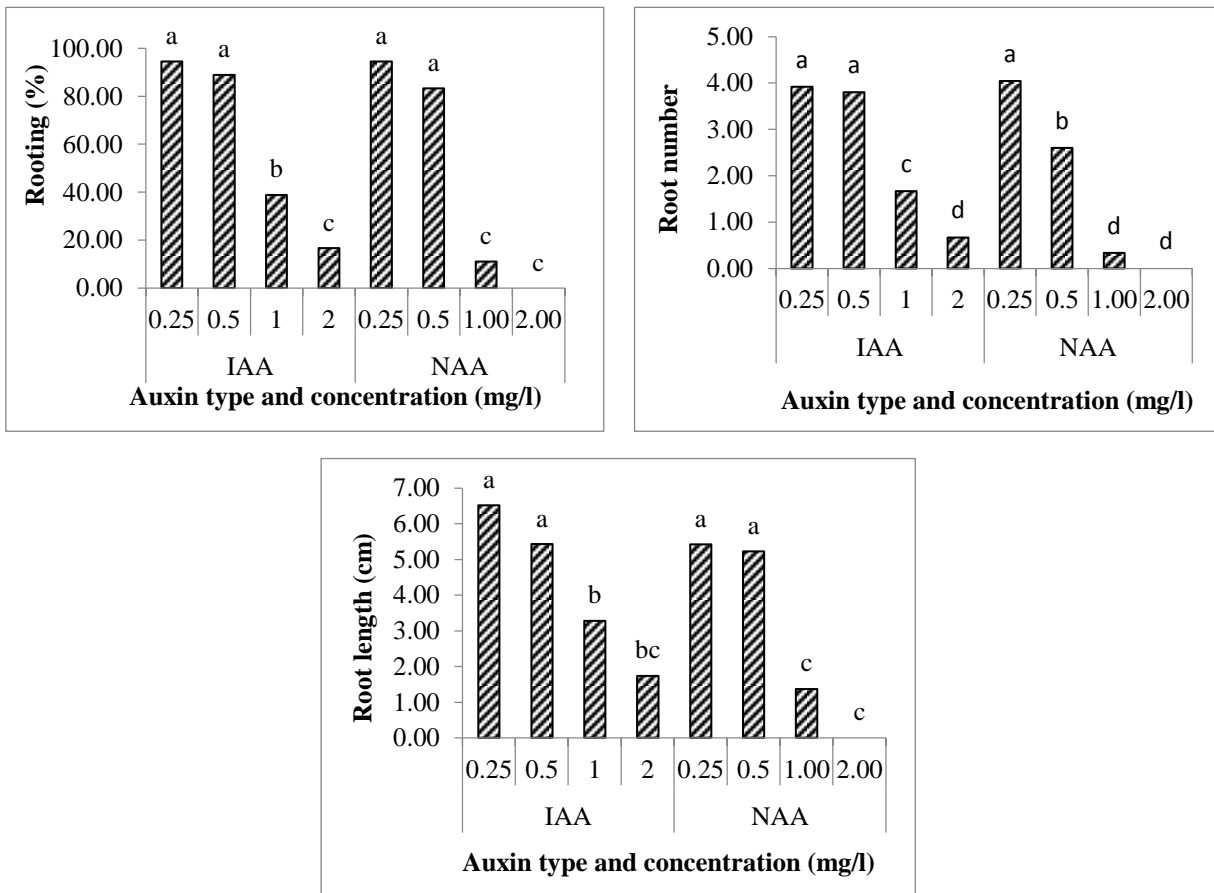 Rooting (%)
100.00
80.00
60.00
40.00
20.00
0.00
a a b c a a c c
0.25 0.5 1 2 0.25 0.5 1.00 2.00
IAA NAA
Auxin type and concentration (mg/l)
Root number
5.00
4.00
3.00
2.00
1.00
0.00
a a c d a b d d
0.25 0.5 1 2 0.25 0.5 1.00 2.00
IAA NAA
Auxin type and concentration (mg/l)
Root length (cm)
7.00
6.00
5.00
4.00
3.00
2.00
1.00
0.00
a a b bc a a c c
0.25 0.5 1 2 0.25 0.5 1.00 2.00
IAA NAA
Auxin type and concentration (mg/l)